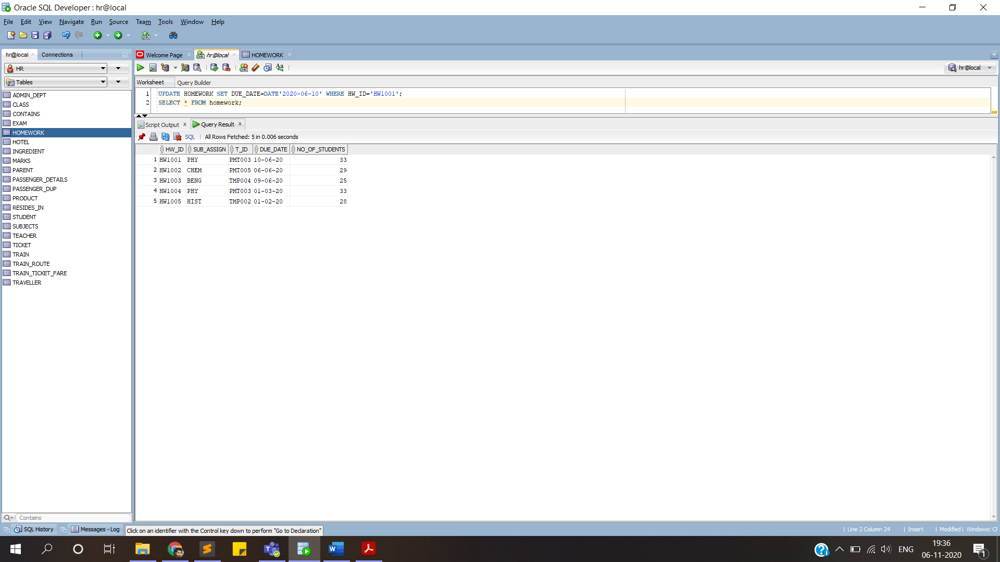 Oracle SQL Developer : hr@local
File Edit View Navigate Run Source Team Tools Window Help
hr@local Connections
HR
Tables
ADMIN_DEPT
CLASS
CONTAINS
EXAM
HOMEWORK
HOTEL
INGREDIENT
MARKS
PARENT
PASSENGER_DETAILS
PASSENGER_DUP
PRODUCT
RESIDES_IN
STUDENT
SUBJECTS
TEACHER
TICKET
TRAIN
TRAIN_ROUTE
TRAIN_TICKET_FARE
TRAVELLER
Contains
Welcome Page hr@local HOMEWORK
hr@local
Worksheet Query Builder
1 UPDATE HOMEWORK SET DUE_DATE=DATE'2020-06-10' WHERE HW_ID='HW1001';
2 SELECT * FROM homework;
Script Output x Query Result x
SQL | All Rows Fetched: 5 in 0.006 seconds
HW_ID SUB_ASSIGN T_ID DUE_DATE NO_OF_STUDENTS
1 HW1001 PHY PMT003 10-06-20 33
2 HW1002 CHEM PMT005 06-06-20 29
3 HW1003 BENG TMP004 09-06-20 25
4 HW1004 PHY PMT003 01-03-20 33
5 HW1005 HIST TMP002 01-02-20 28
SQL History Messages - Log Click on an identifier with the Control key down to perform "Go to Declaration"
| Line 2 Column 24 | Insert | Modified | Windows: CF
ENG
19:36
06-11-2020
1